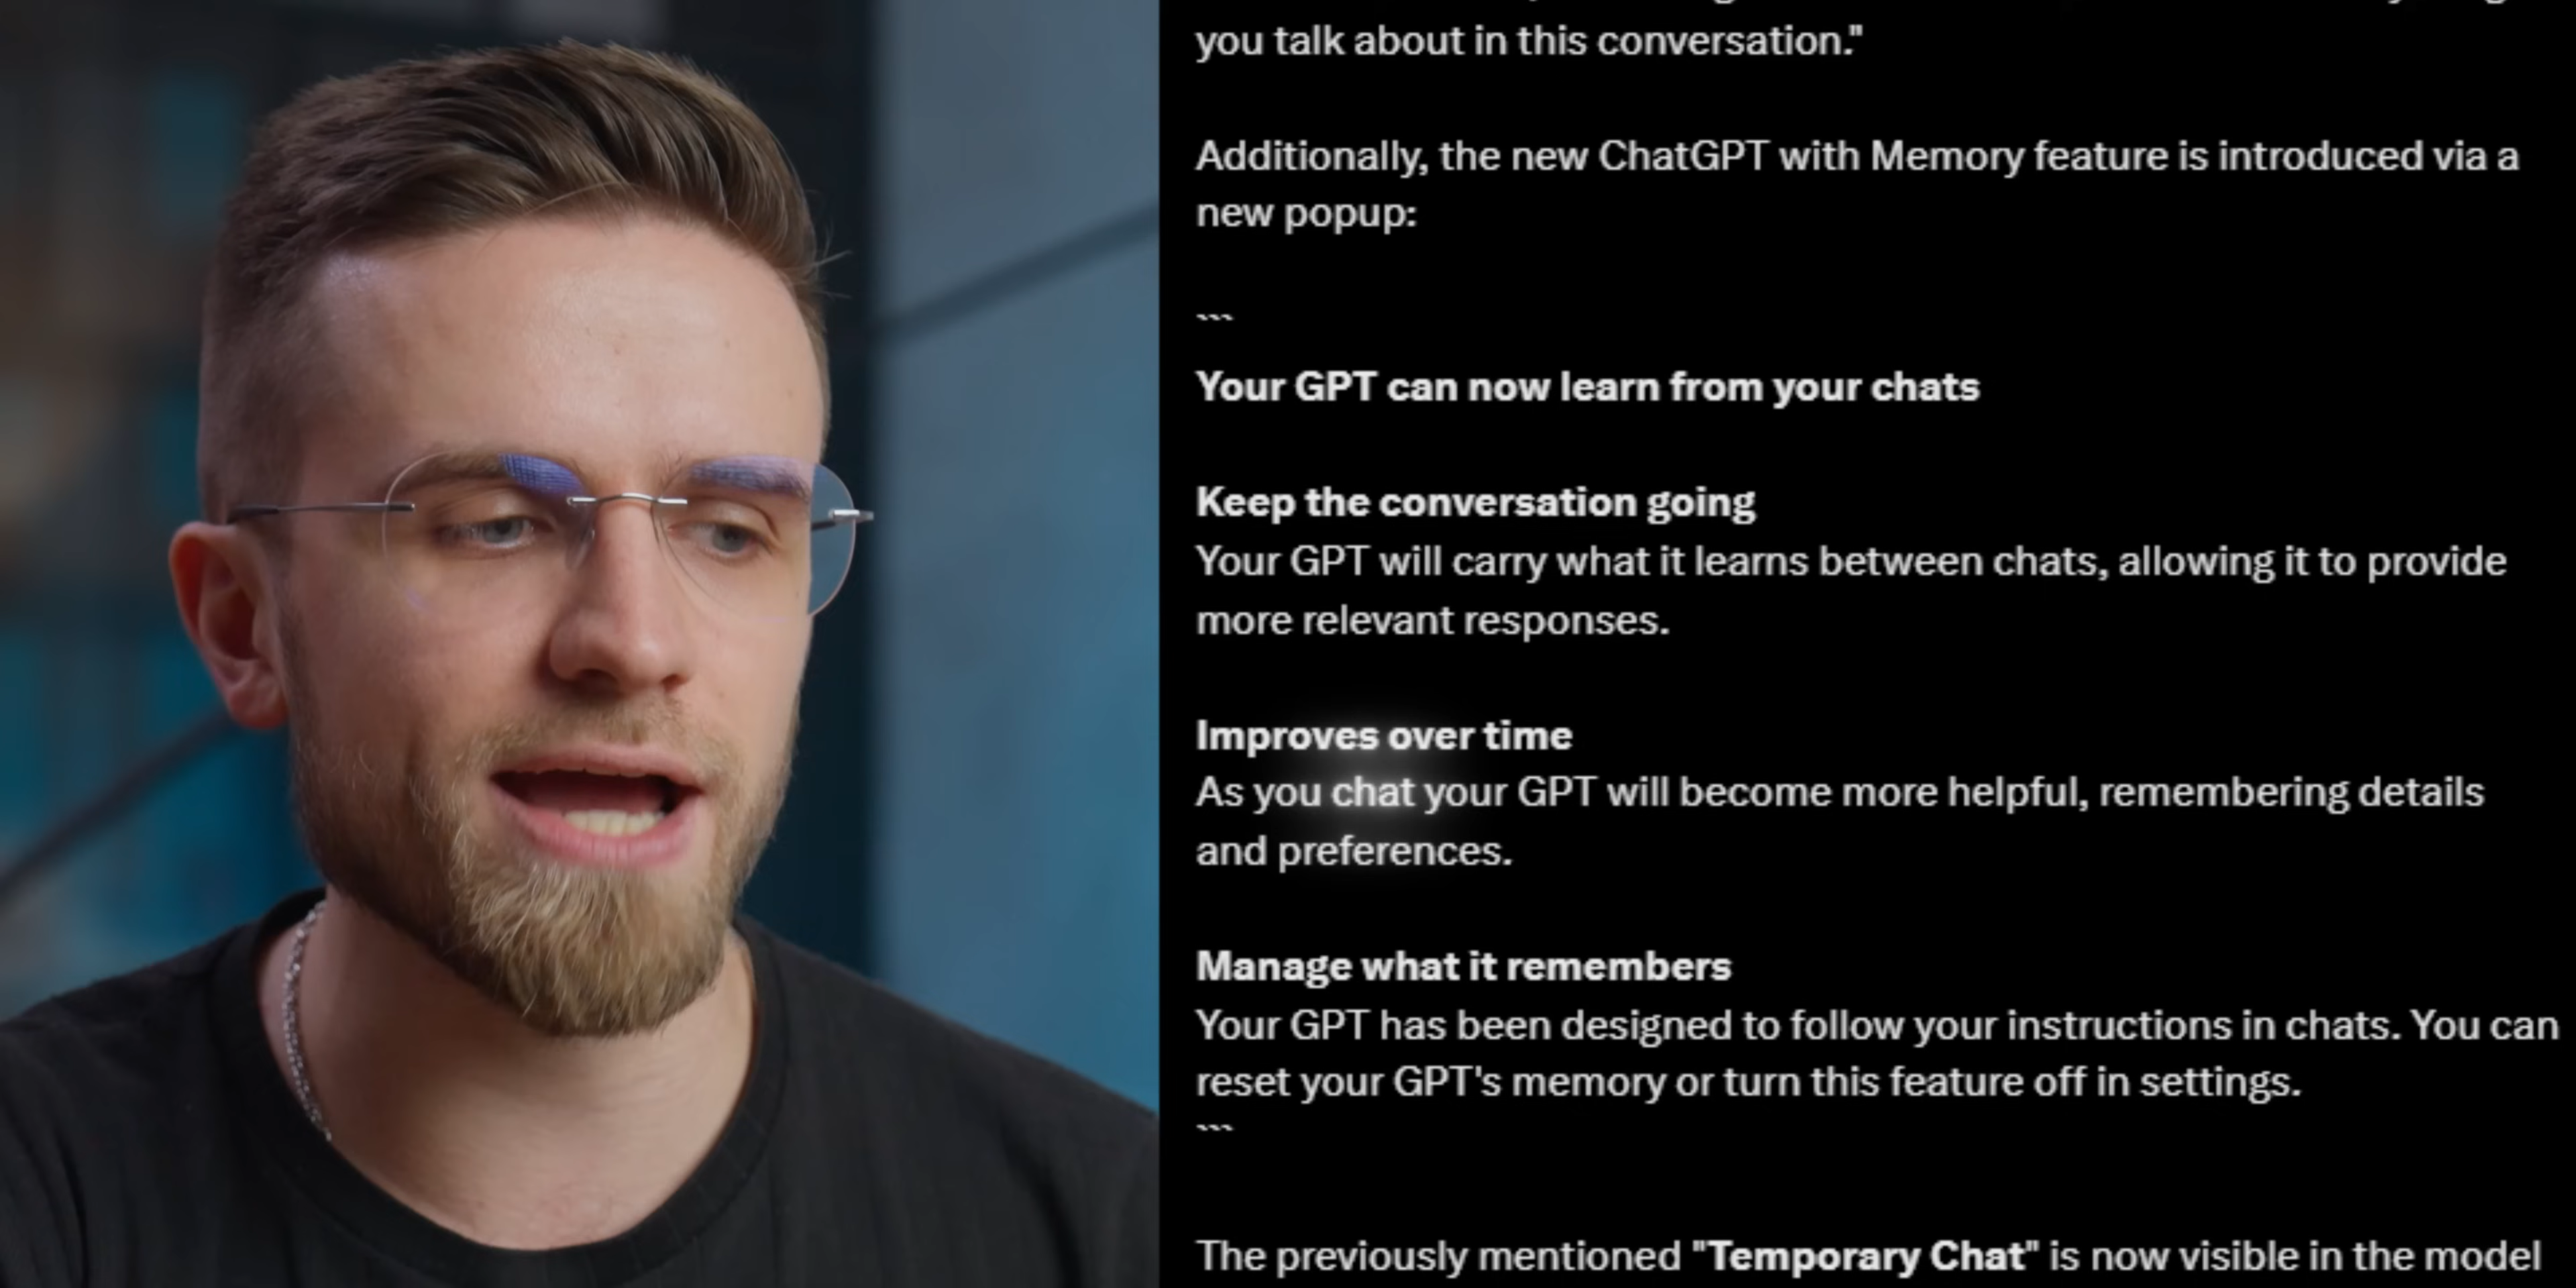 you talk about in this conversation."
Additionally, the new ChatGPT with Memory feature is introduced via a
new popup:
```
Your GPT can now learn from your chats
Keep the conversation going
Your GPT will carry what it learns between chats, allowing it to provide
more relevant responses.
Improves over time
As you chat your GPT will become more helpful, remembering details
and preferences.
Manage what it remembers
Your GPT has been designed to follow your instructions in chats. You can
reset your GPT's memory or turn this feature off in settings.
```
The previously mentioned "Temporary Chat" is now visible in the model